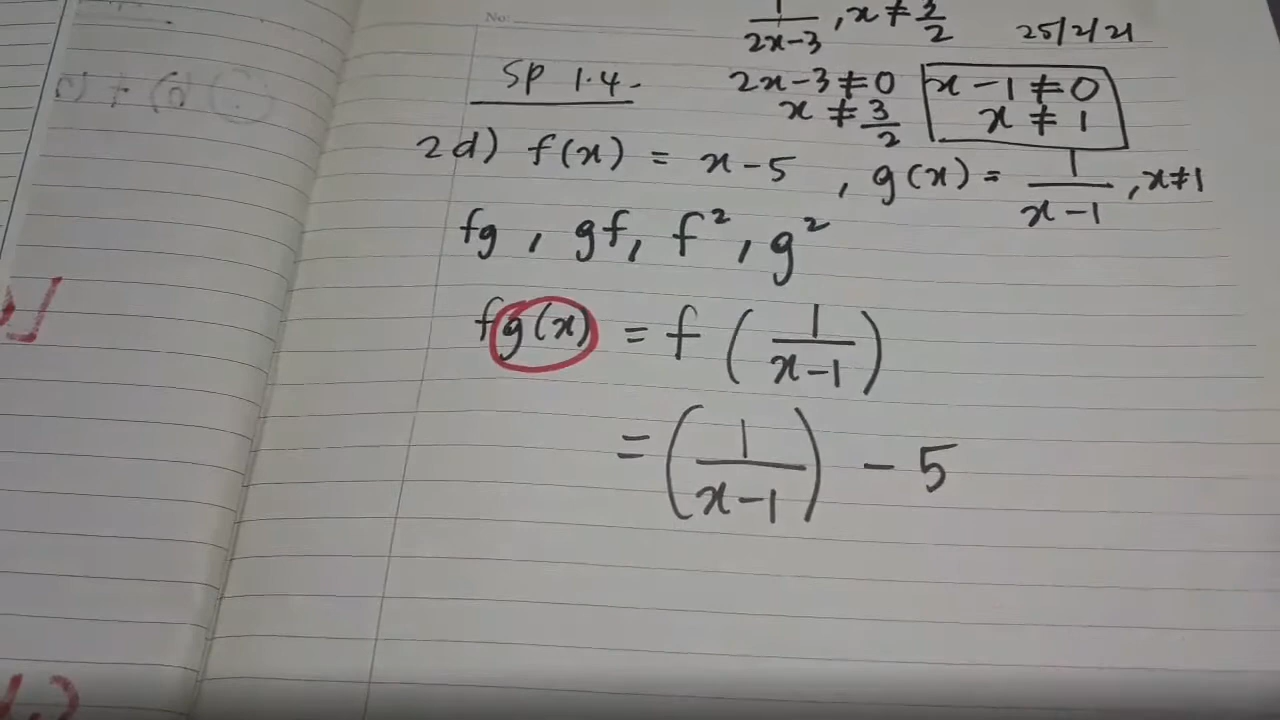 No:
1/(2x-3) , x ≠ 3/2
25/2/21
SP 1.4.
2x-3 ≠ 0
x ≠ 3/2
x-1 ≠ 0
x ≠ 1
2d) f(x) = x-5 , g(x) = 1/(x-1) , x≠1
fg , gf, f² , g²
fg(x) = f (1/(x-1))
= (1/(x-1)) - 5